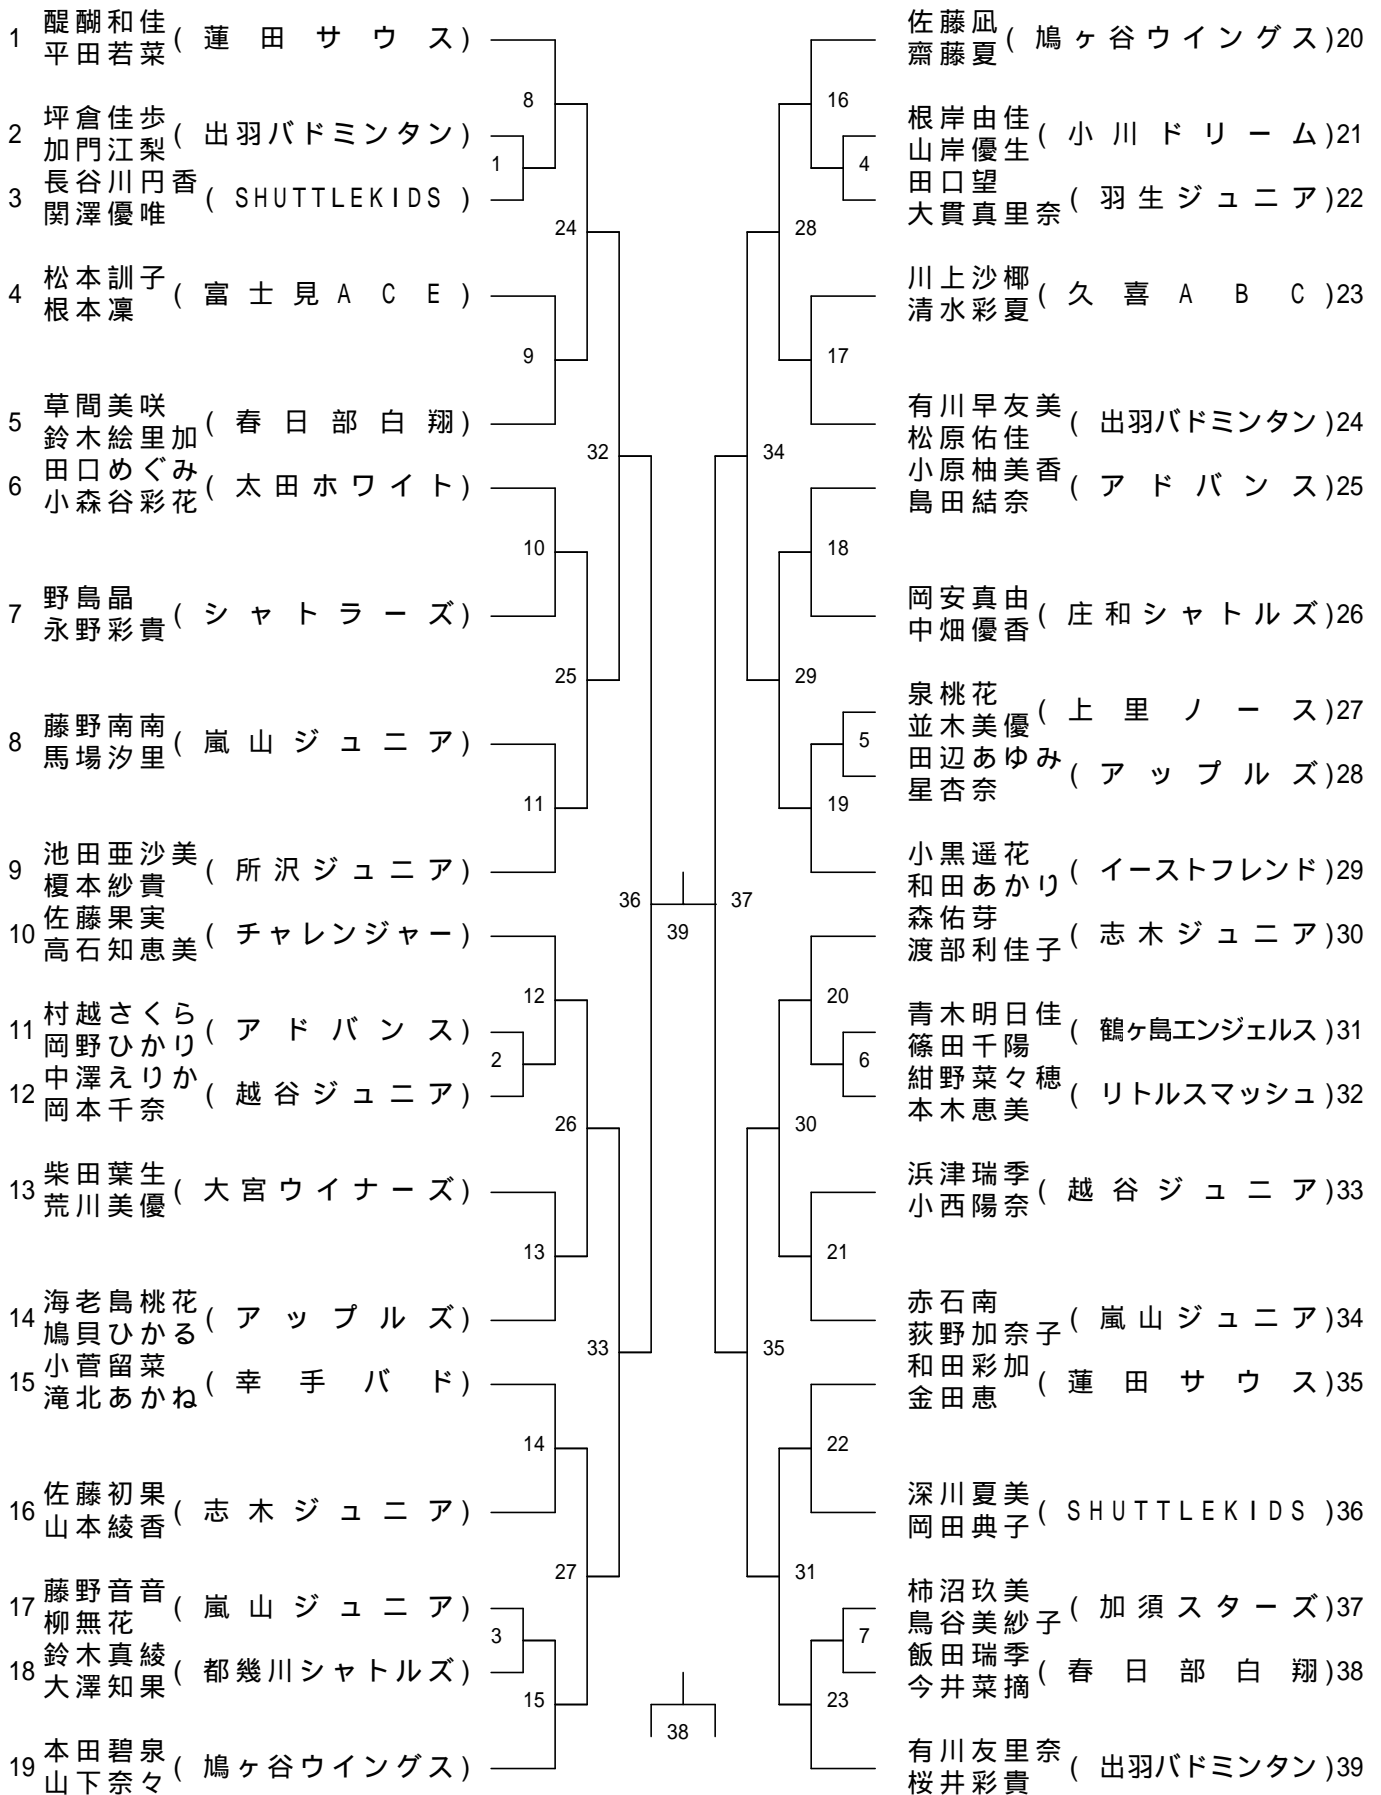 1 醍醐和佳 平田若菜 ( 蓮田サウス )
8
2 坪倉佳歩 加門江梨 ( 出羽バドミンタン )
1
3 長谷川円香 関澤優唯 ( SHUTTLEKIDS )
24
4 松本訓子 根本凜 ( 富士見ACE )
9
5 草間美咲 鈴木絵里加 ( 春日部白翔 )
32
6 田口めぐみ 小森谷彩花 ( 太田ホワイト )
10
7 野島晶 永野彩貴 ( シャトラーズ )
25
8 藤野南南 馬場汐里 ( 嵐山ジュニア )
11
9 池田亜沙美 榎本紗貴 ( 所沢ジュニア )
36
10 佐藤果実 高石知恵美 ( チャレンジャー )
12
11 村越さくら 岡野ひかり ( アドバンス )
2
12 中澤えりか 岡本千奈 ( 越谷ジュニア )
26
13 柴田葉生 荒川美優 ( 大宮ウイナーズ )
13
14 海老島桃花 鳩貝ひかる ( アップルズ )
33
15 小菅留菜 滝北あかね ( 幸手バド )
14
16 佐藤初果 山本綾香 ( 志木ジュニア )
27
17 藤野音音 柳無花 ( 嵐山ジュニア )
3
18 鈴木真綾 大澤知果 ( 都幾川シャトルズ )
15
19 本田碧泉 山下奈々 ( 鳩ヶ谷ウイングス )
39
38
佐藤凪 齋藤夏 ( 鳩ヶ谷ウイングス )20
16
根岸由佳 山岸優生 ( 小川ドリーム )21
4
田口望 大貫真里奈 ( 羽生ジュニア )22
28
川上沙椰 清水彩夏 ( 久喜ABC )23
17
有川早友美 松原佑佳 ( 出羽バドミンタン )24
34
小原柚美香 島田結奈 ( アドバンス )25
18
岡安真由 中畑優香 ( 庄和シャトルズ )26
29
泉桃花 並木美優 ( 上里ノース )27
5
田辺あゆみ 星杏奈 ( アップルズ )28
19
小黒遥花 和田あかり ( イーストフレンド )29
37
森佑芽 渡部利佳子 ( 志木ジュニア )30
20
青木明日佳 篠田千陽 ( 鶴ヶ島エンジェルス )31
6
紺野菜々穂 本木恵美 ( リトルスマッシュ )32
30
浜津瑞季 小西陽奈 ( 越谷ジュニア )33
21
赤石南 荻野加奈子 ( 嵐山ジュニア )34
35
和田彩加 金田恵 ( 蓮田サウス )35
22
深川夏美 岡田典子 ( SHUTTLEKIDS )36
31
柿沼玖美 鳥谷美紗子 ( 加須スターズ )37
7
飯田瑞季 今井菜摘 ( 春日部白翔 )38
23
有川友里奈 桜井彩貴 ( 出羽バドミンタン )39